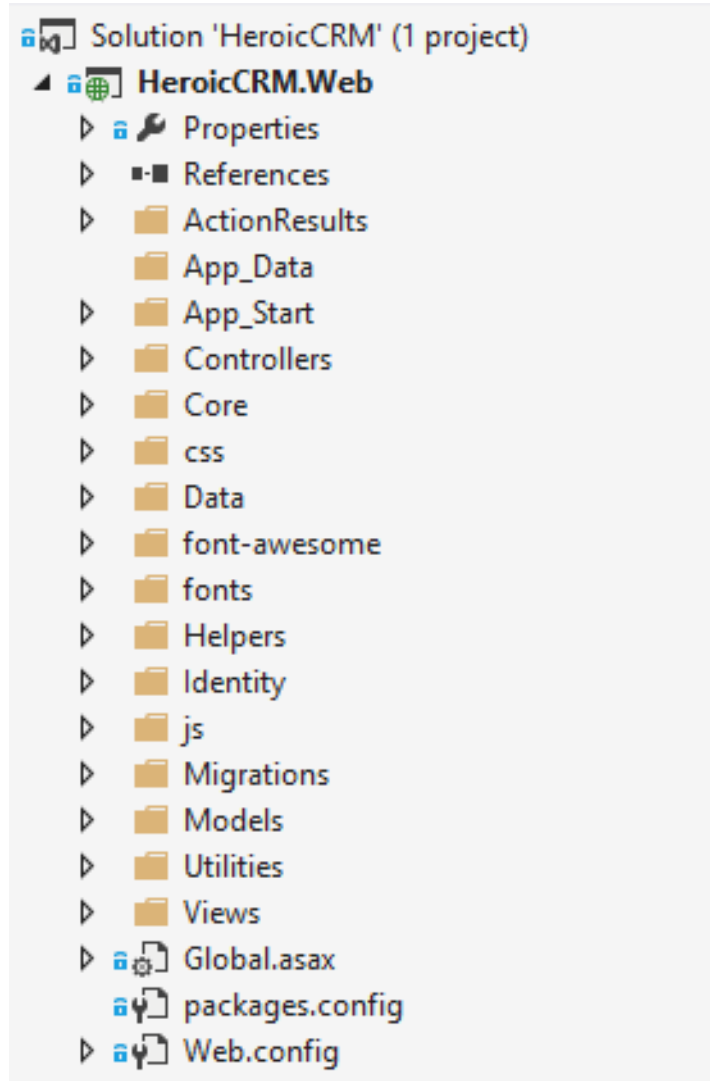 Solution 'HeroicCRM' (1 project)
HeroicCRM.Web
Properties
References
ActionResults
App_Data
App_Start
Controllers
Core
css
Data
font-awesome
fonts
Helpers
Identity
js
Migrations
Models
Utilities
Views
Global.asax
packages.config
Web.config